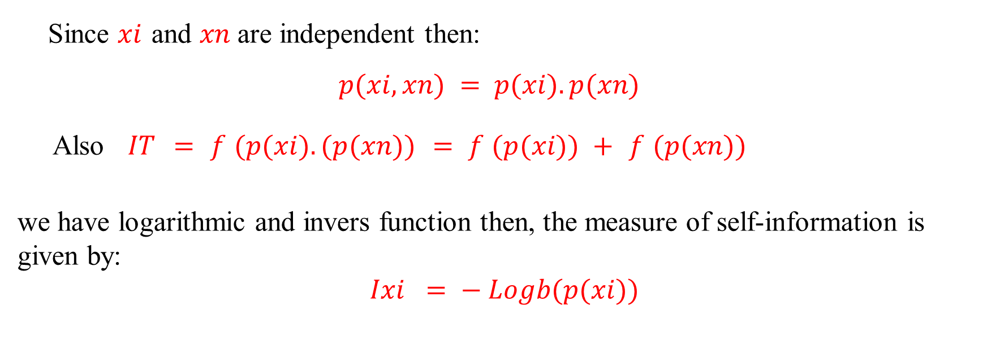 Since xi and xn are independent then:
p(xi, xn) = p(xi). p(xn)
Also IT = f (p(xi). (p(xn)) = f (p(xi)) + f (p(xn))
we have logarithmic and invers function then, the measure of self-information is
given by:
Ixi = − Logb(p(xi))